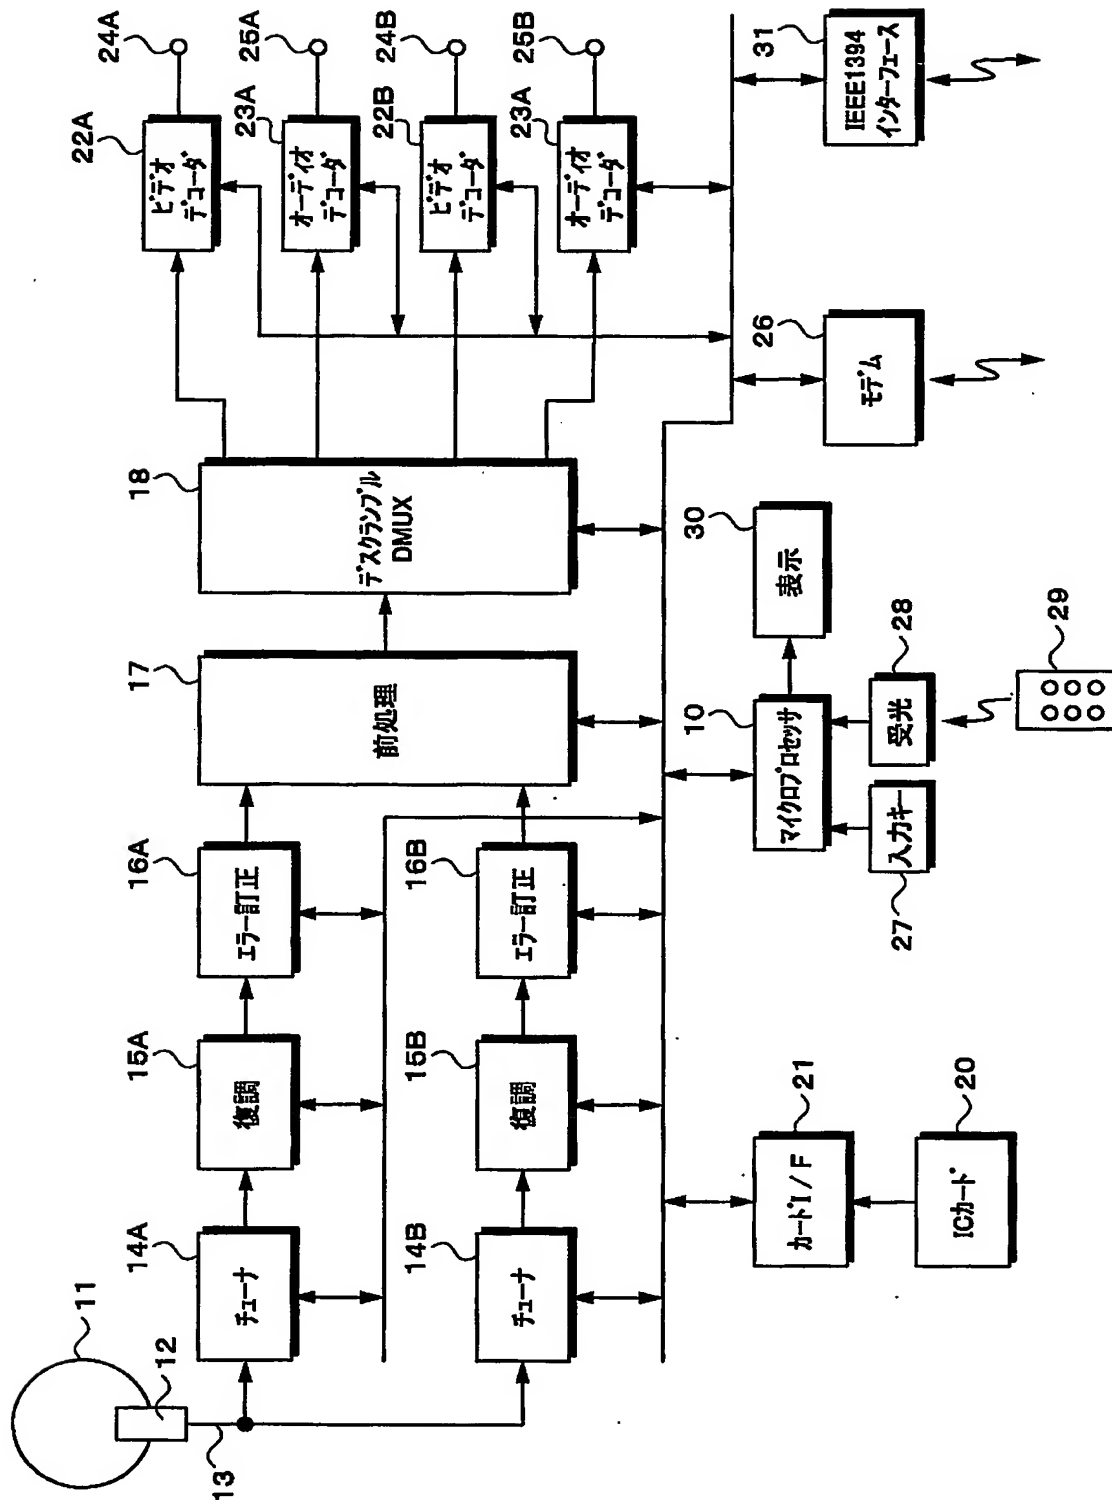 11
12
13
14A
チューナ
15A
復調
16A
エラー訂正
17
前処理
18
デスクランブル
DMUX
22A
ビデオ
デコーダ
24A
23A
オーディオ
デコーダ
25A
22B
ビデオ
デコーダ
24B
23A
オーディオ
デコーダ
25B
14B
チューナ
15B
復調
16B
エラー訂正
21
カードI/F
20
ICカード
10
マイクロプロセッサ
30
表示
27
入力キー
28
受光
29
26
モデム
31
IEEE1394
インターフェース